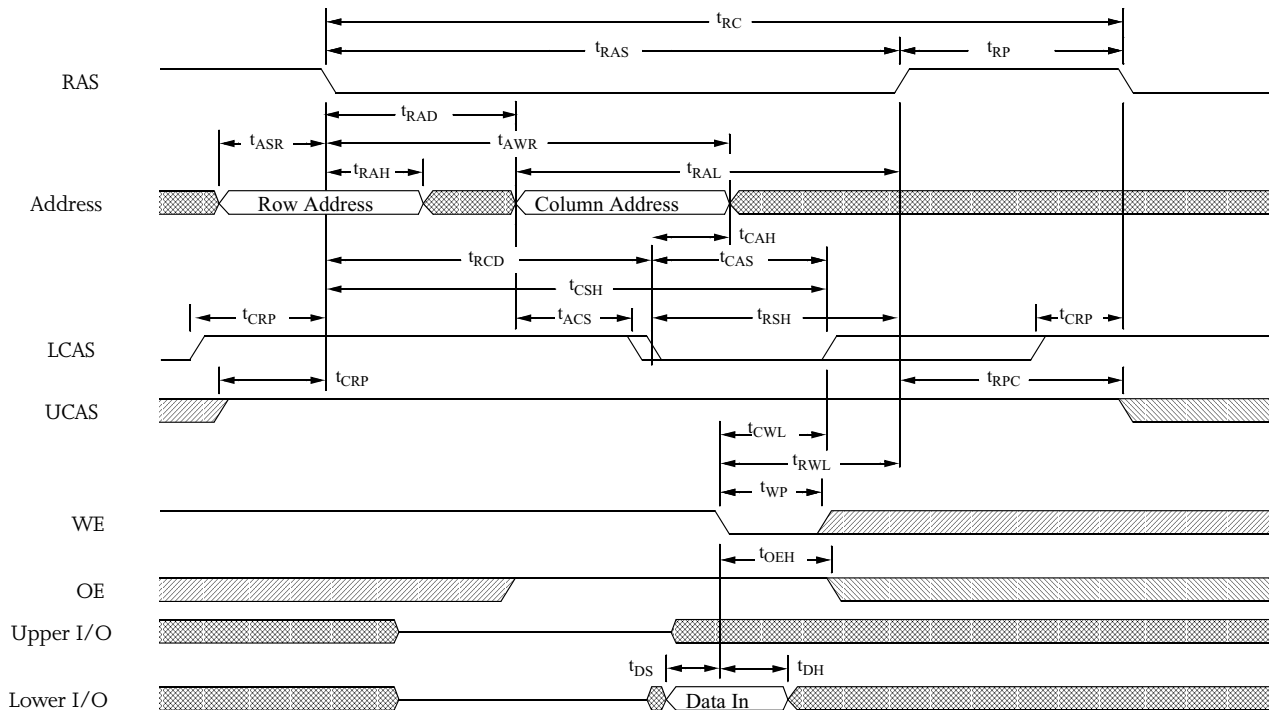 tRC
tRAS
tRP
RAS
tRAD
tASR
tAWR
tRAH
tRAL
Address
Row Address
Column Address
tCAH
tRCD
tCAS
tCSH
tCRP
tACS
tRSH
tCRP
LCAS
tCRP
tRPC
UCAS
tCWL
tRWL
tWP
WE
tOEH
OE
Upper I/O
tDS
tDH
Lower I/O
Data In